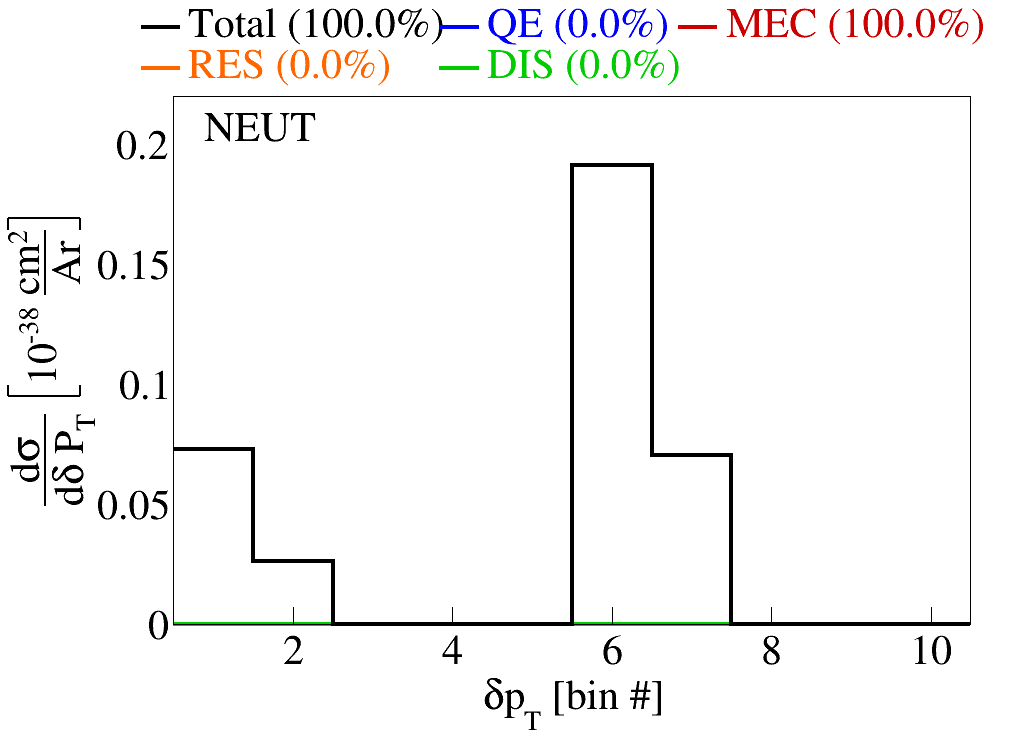 Total (100.0%) QE (0.0%) MEC (100.0%)
RES (0.0%) DIS (0.0%)
NEUT
0.2
0.15
0.1
0.05
0
dσ/dδ P_T [10^-38 cm^2/Ar]
2 4 6 8 10
δp_T [bin #]